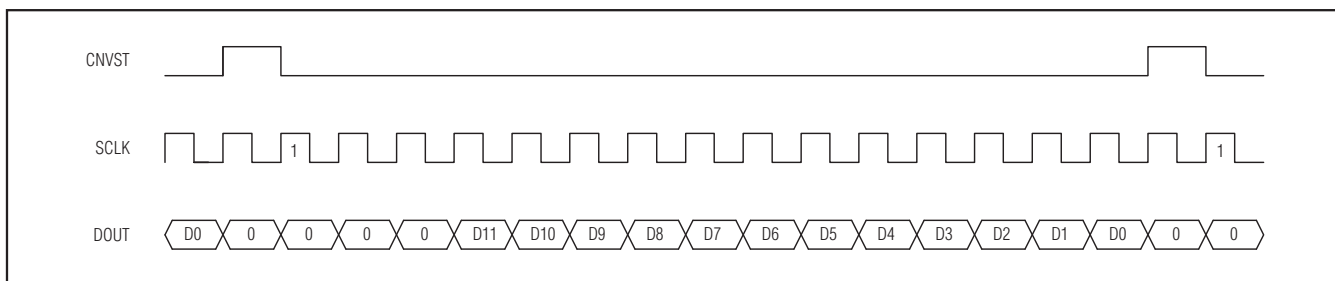 CNVST
SCLK 1 1
DOUT D0 0 0 0 0 D11 D10 D9 D8 D7 D6 D5 D4 D3 D2 D1 D0 0 0